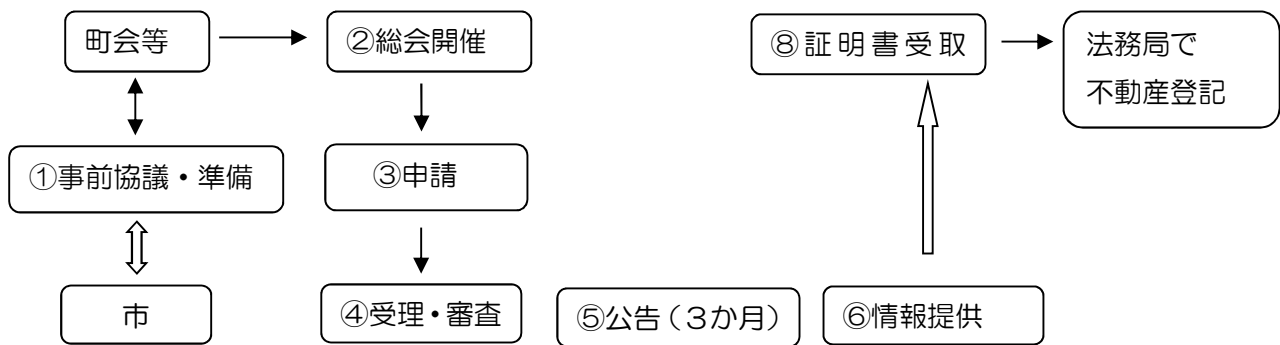 町会等
②総会開催
⑧証明書受取
法務局で
不動産登記
①事前協議・準備
③申請
市
④受理・審査
⑤公告（３か月）
⑥情報提供